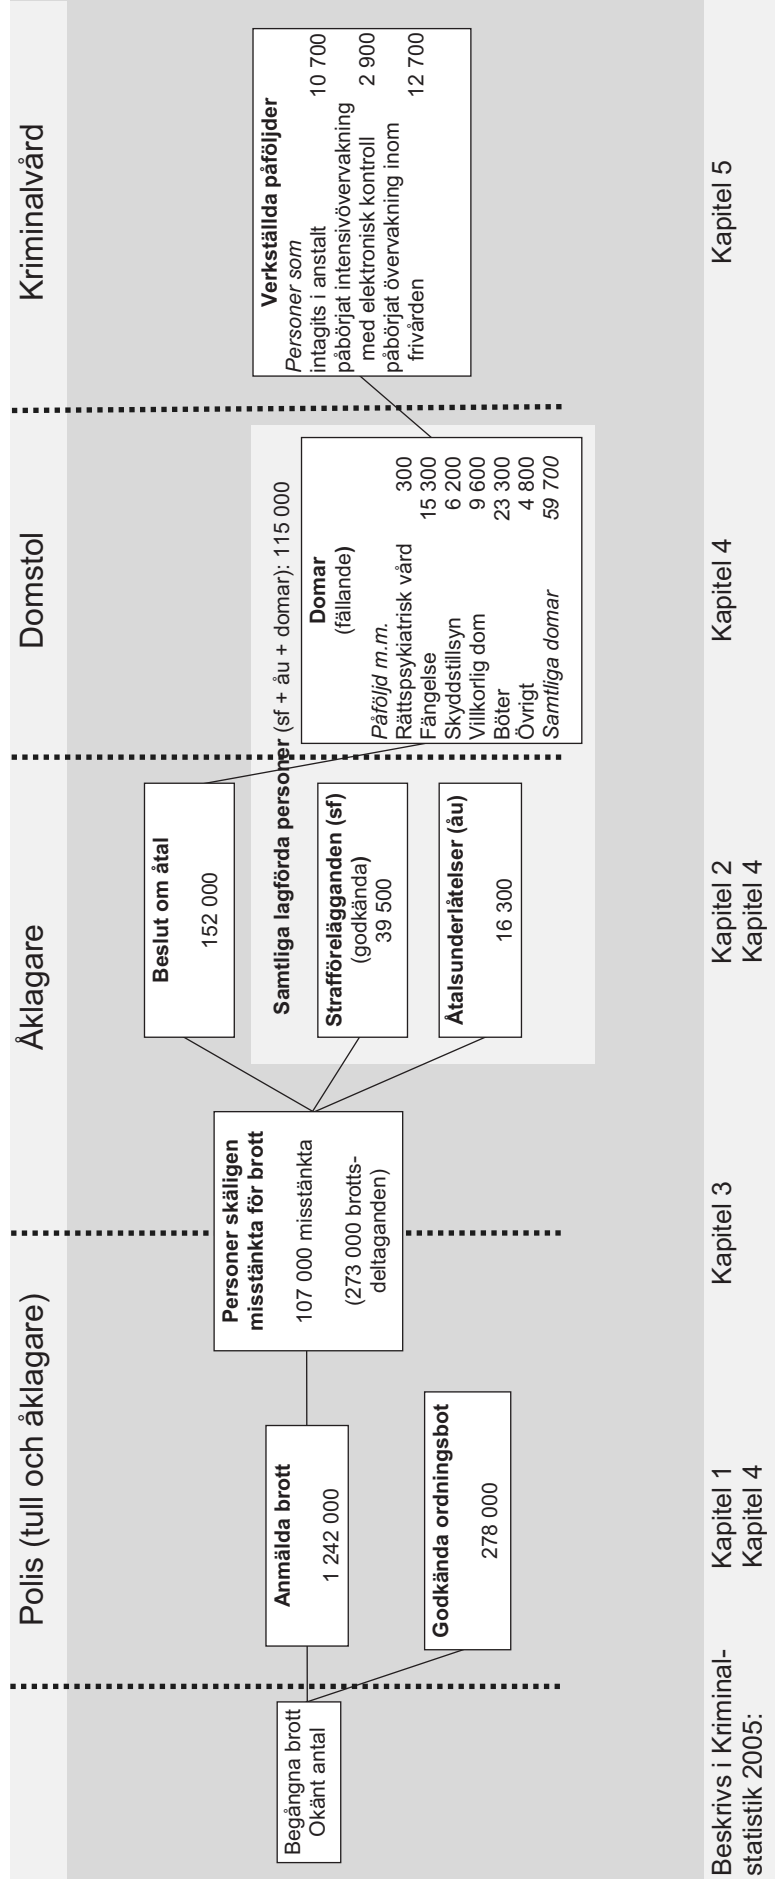 Polis (tull och åklagare)
Åklagare
Domstol
Kriminalvård
Begångna brott
Okänt antal
Anmälda brott
1 242 000
Godkända ordningsbot
278 000
Personer skäligen
misstänkta för brott
107 000 misstänkta
(273 000 brotts-
deltaganden)
Beslut om åtal
152 000
Samtliga lagförda personer (sf + åu + domar): 115 000
Strafförelägganden (sf)
(godkända)
39 500
Åtalsunderlåtelser (åu)
16 300
Domar
(fällande)
Påföljd m.m.
Rättspsykiatrisk vård 300
Fängelse 15 300
Skyddstillsyn 6 200
Villkorlig dom 9 600
Böter 23 300
Övrigt 4 800
Samtliga domar 59 700
Verkställda påföljder
Personer som
intagits i anstalt 10 700
påbörjat intensivövervakning
med elektronisk kontroll 2 900
påbörjat övervakning inom
frivården 12 700
Beskrivs i Kriminal-
statistik 2005:
Kapitel 1
Kapitel 4
Kapitel 3
Kapitel 2
Kapitel 4
Kapitel 4
Kapitel 5